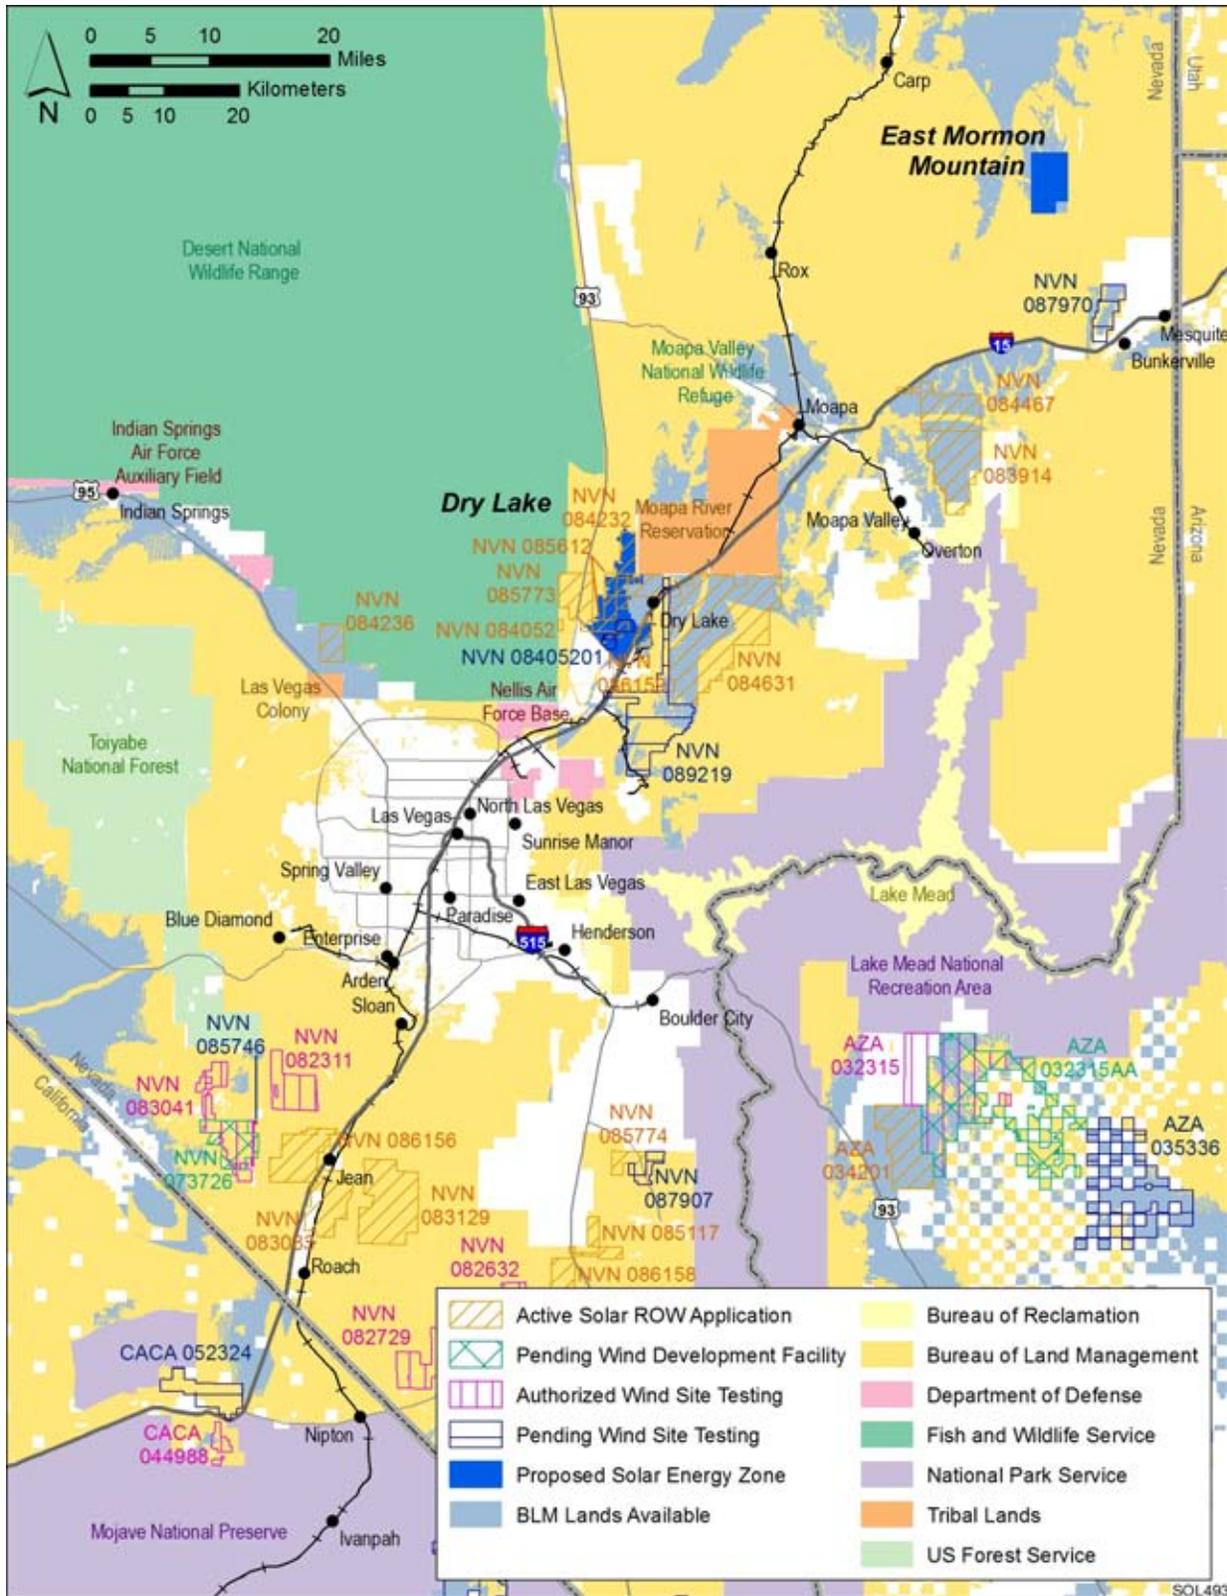 0 5 10 20
Miles
Kilometers
0 5 10 20
N
Carp
Nevada
Utah
East Mormon
Mountain
Desert National
Wildlife Range
Rox
93
NVN
087970
Mesquite
Bunkerville
15
Moapa Valley
National Wildlife
Refuge
NVN
084467
Moapa
Indian Springs
Air Force
Auxiliary Field
NVN
083914
95
Indian Springs
Dry Lake
NVN
084232
Moapa River
Reservation
Moapa Valley
Overton
Nevada
Arizona
NVN 085612
NVN
085773
NVN
084236
NVN 084052
Dry Lake
NVN 08405201
NVN
086159
NVN
084631
Las Vegas
Colony
Nellis Air
Force Base
Toiyabe
National Forest
NVN
089219
North Las Vegas
Las Vegas
Sunrise Manor
Spring Valley
East Las Vegas
Lake Mead
Paradise
Blue Diamond
Enterprise
515
Henderson
Arden
Lake Mead National
Recreation Area
Sloan
Boulder City
NVN
085746
NVN
082311
AZA
032315
AZA
032315AA
Nevada
California
NVN
083041
NVN
085774
AZA
035336
NVN 086156
NVN
073726
Jean
AZA
034201
NVN
087907
NVN
083129
93
NVN
NVN 085117
NVN
082632
Roach
NVN 086158
NVN
082729
CACA 052324
CACA
044988
Nipton
Mojave National Preserve
Ivanpah
Active Solar ROW Application
Pending Wind Development Facility
Authorized Wind Site Testing
Pending Wind Site Testing
Proposed Solar Energy Zone
BLM Lands Available
Bureau of Reclamation
Bureau of Land Management
Department of Defense
Fish and Wildlife Service
National Park Service
Tribal Lands
US Forest Service